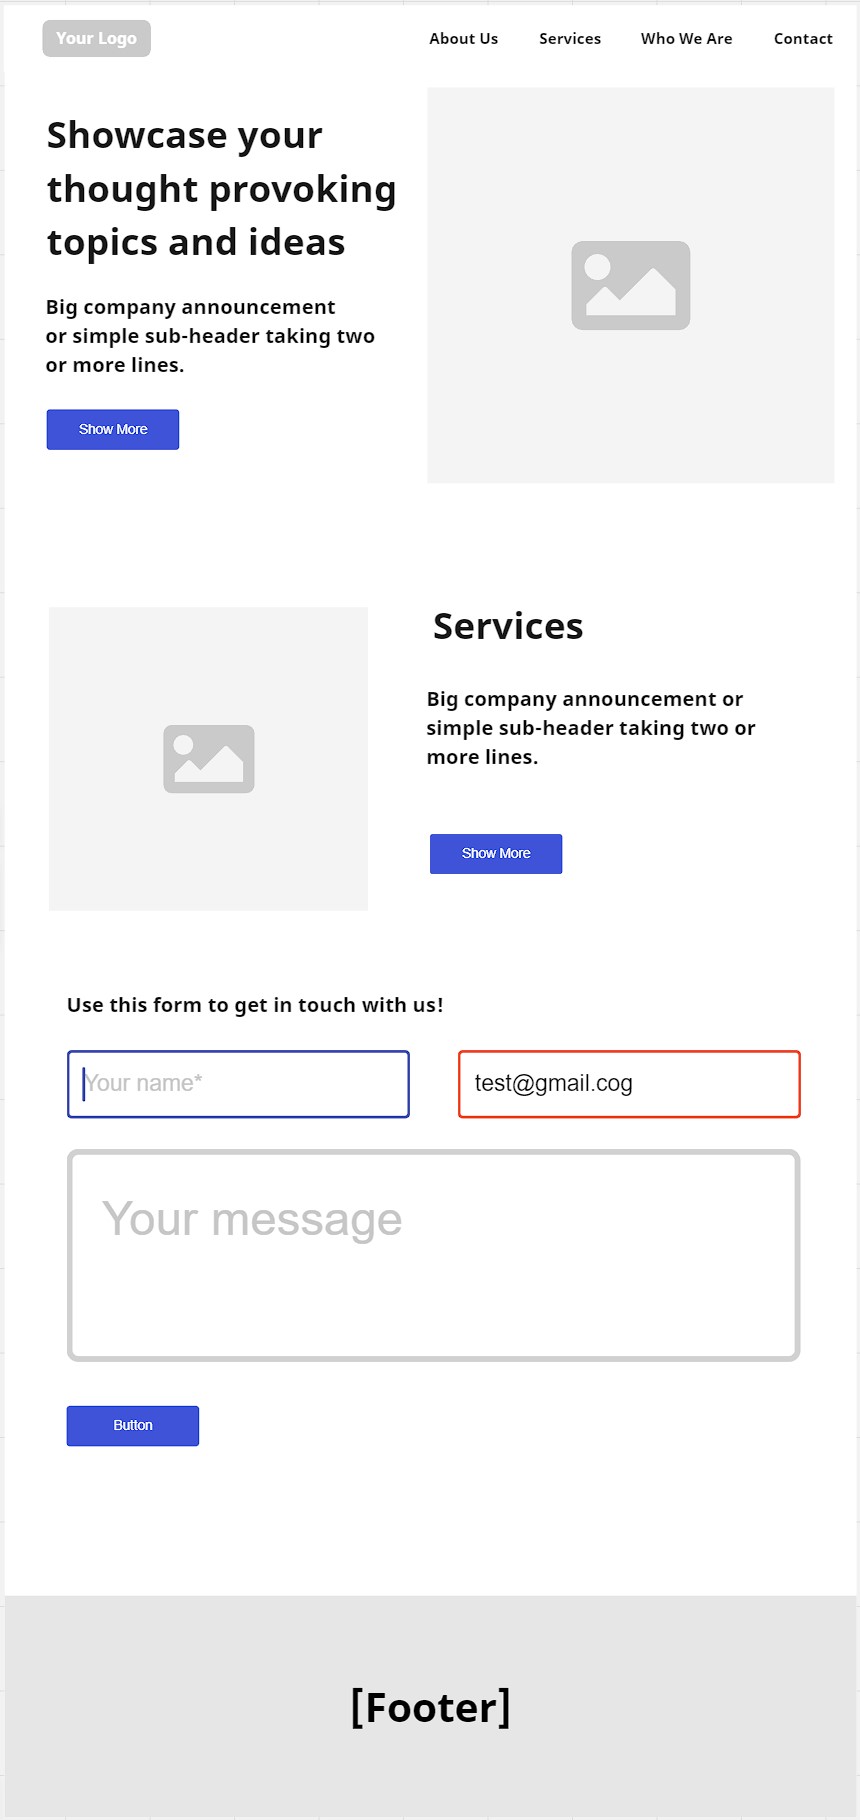 Your Logo
About Us
Services
Who We Are
Contact
Showcase your
thought provoking
topics and ideas
Big company announcement
or simple sub-header taking two
or more lines.
Show More
Services
Big company announcement or
simple sub-header taking two or
more lines.
Show More
Use this form to get in touch with us!
Your name*
test@gmail.cog
Your message
Button
[Footer]